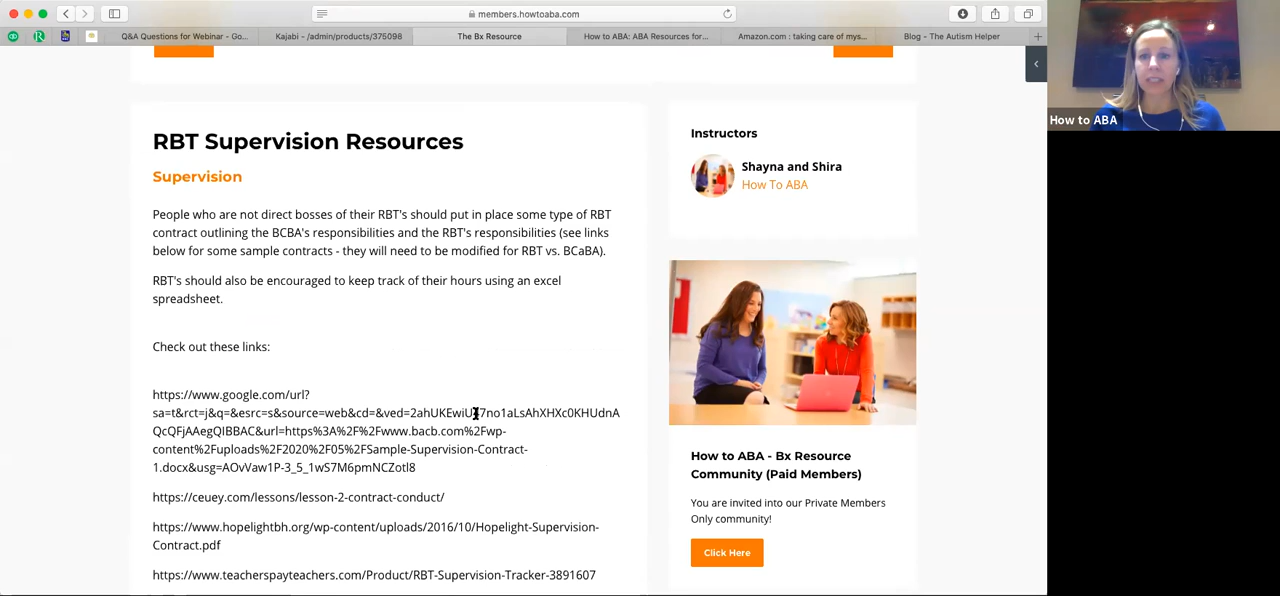 members.howtoaba.com
Q&A Questions for Webinar - Go...
Kajabi - /admin/products/375098
The Bx Resource
How to ABA: ABA Resources for...
Amazon.com : taking care of mys...
Blog - The Autism Helper
How to ABA
RBT Supervision Resources
Supervision
People who are not direct bosses of their RBT's should put in place some type of RBT
contract outlining the BCBA's responsibilities and the RBT's responsibilities (see links
below for some sample contracts - they will need to be modified for RBT vs. BCaBA).
RBT's should also be encouraged to keep track of their hours using an excel
spreadsheet.
Check out these links:
https://www.google.com/url?
QcQFjAAegQIBBAC&url=https%3A%2F%2Fwww.bacb.com%2Fwp-
content%2Fuploads%2F2020%2F05%2FSample-Supervision-Contract-
1.docx&usg=AOvVaw1P-3_5_1wS7M6pmNCZotl8
https://ceuey.com/lessons/lesson-2-contract-conduct/
https://www.hopelightbh.org/wp-content/uploads/2016/10/Hopelight-Supervision-
Contract.pdf
https://www.teacherspayteachers.com/Product/RBT-Supervision-Tracker-3891607
Instructors
Shayna and Shira
How To ABA
How to ABA - Bx Resource
Community (Paid Members)
You are invited into our Private Members
Only community!
Click Here